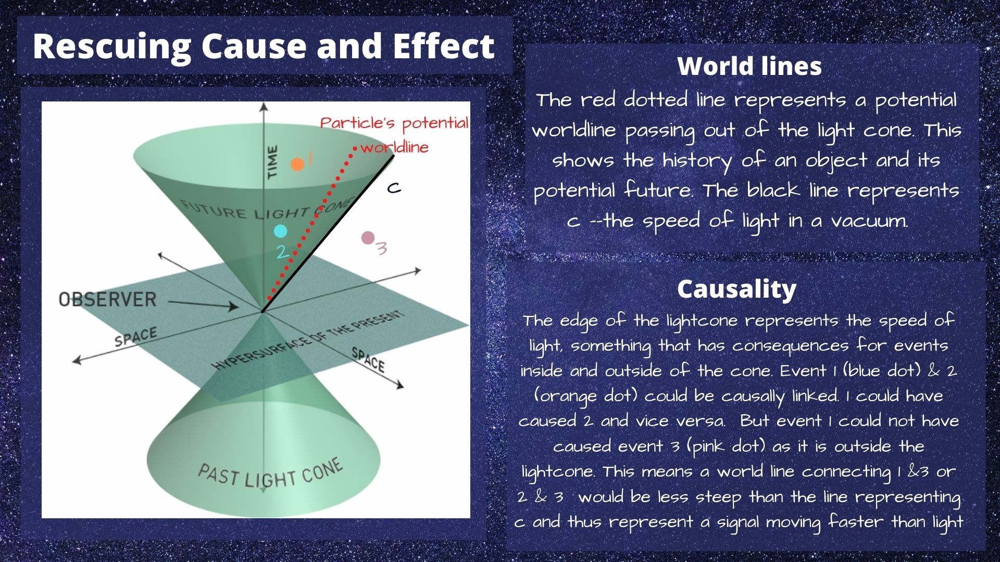 Rescuing Cause and Effect
Particle's potential
worldline
TIME
1
c
FUTURE LIGHT CONE
2
3
OBSERVER
SPACE
HYPERSURFACE OF THE PRESENT
SPACE
PAST LIGHT CONE
World lines
The red dotted line represents a potential
worldline passing out of the light cone. This
shows the history of an object and its
potential future. The black line represents
c --the speed of light in a vacuum.
Causality
The edge of the lightcone represents the speed of
light, something that has consequences for events
inside and outside of the cone. Event 1 (blue dot) & 2
(orange dot) could be causally linked. 1 could have
caused 2 and vice versa. But event 1 could not have
caused event 3 (pink dot) as it is outside the
lightcone. This means a world line connecting 1 &3 or
2 & 3 would be less steep than the line representing
c and thus represent a signal moving faster than light